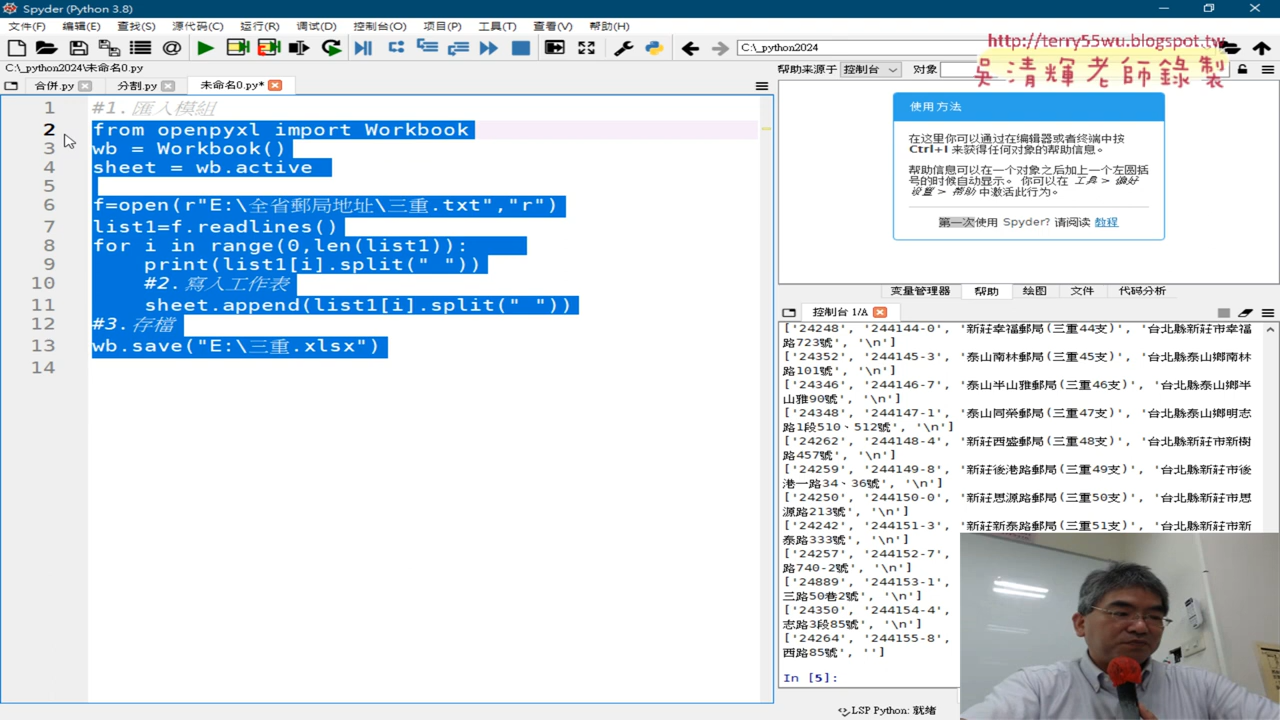 Spyder (Python 3.8)
文件(F) 编辑(E) 查找(S) 源代码(C) 运行(R) 调试(D) 控制台(O) 项目(P) 工具(T) 查看(V) 帮助(H)
C:\_python2024
http://terry55wu.blogspot.tw
吳清輝老師錄製
C:\_python2024\未命名0.py
合併.py 分割.py 未命名0.py*
帮助来源于 控制台 对象
1 #1.匯入模組
2 from openpyxl import Workbook
3 wb = Workbook()
4 sheet = wb.active
5
6 f=open(r"E:\全省郵局地址\三重.txt","r")
7 list1=f.readlines()
8 for i in range(0,len(list1)):
9 print(list1[i].split(" "))
10 #2.寫入工作表
11 sheet.append(list1[i].split(" "))
12 #3.存檔
13 wb.save("E:\三重.xlsx")
14
使用方法
在这里你可以通过在编辑器或者终端中按
Ctrl+I 来获得任何对象的帮助信息。
帮助信息可以在一个对象之后加上一个左圆括
号的时候自动显示。 你可以在 工具 > 偏好
设置 > 帮助 中激活此行为。
第一次使用 Spyder? 请阅读 教程
变量管理器 帮助 绘图 文件 代码分析
控制台 1/A
['24248', '244144-0', '新莊幸福郵局(三重44支)', '台北縣新莊市幸福
路723號', '\n']
['24352', '244145-3', '泰山南林郵局(三重45支)', '台北縣泰山鄉南林
路101號', '\n']
['24346', '244146-7', '泰山半山雅郵局(三重46支)', '台北縣泰山鄉半
山雅90號', '\n']
['24348', '244147-1', '泰山同榮郵局(三重47支)', '台北縣泰山鄉明志
路1段510、512號', '\n']
['24262', '244148-4', '新莊西盛郵局(三重48支)', '台北縣新莊市新樹
路457號', '\n']
['24259', '244149-8', '新莊後港路郵局(三重49支)', '台北縣新莊市後
港一路34、36號', '\n']
['24250', '244150-0', '新莊思源路郵局(三重50支)', '台北縣新莊市思
源路213號', '\n']
['24242', '244151-3', '新莊新泰路郵局(三重51支)', '台北縣新莊市新
泰路333號', '\n']
['24257', '244152-7',
路740-2號', '\n']
['24889', '244153-1',
三路50巷2號', '\n']
['24350', '244154-4',
志路3段85號', '\n']
['24264', '244155-8',
西路85號', '']
In [5]:
LSP Python: 就绪